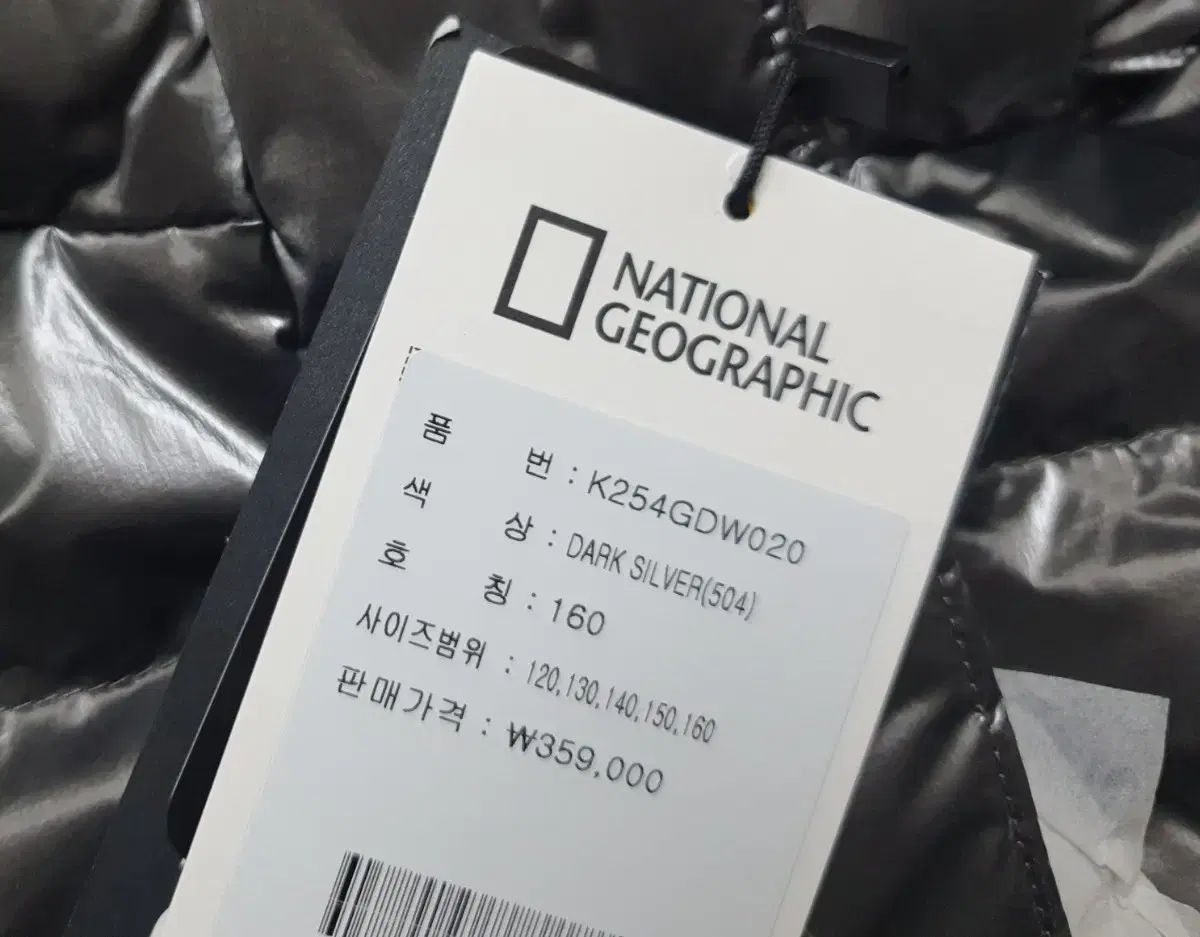 NATIONAL
GEOGRAPHIC
품 번 : K254GDW020
색 상 : DARK SILVER(504)
호 칭 : 160
사이즈범위 : 120,130,140,150,160
판매가격 : ₩359,000